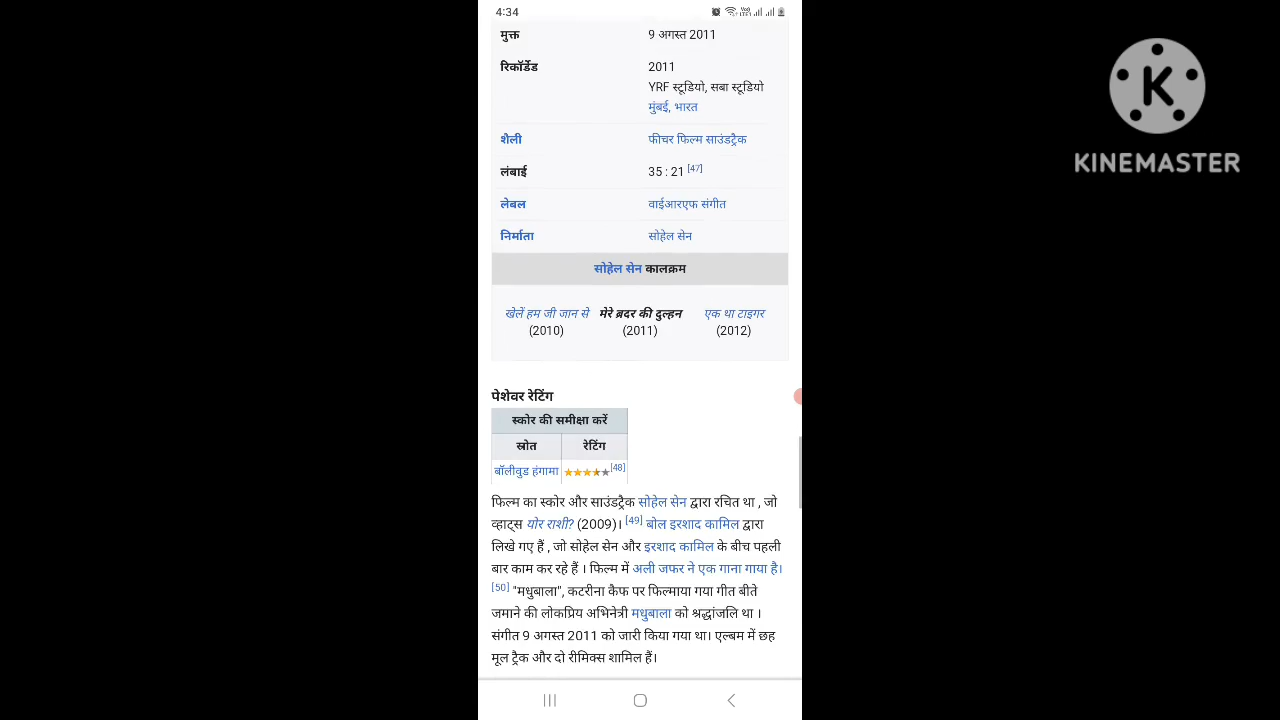 4:34
मुक्त 9 अगस्त 2011
रिकॉर्डेड 2011
YRF स्टूडियो, सबा स्टूडियो
मुंबई, भारत
शैली फीचर फिल्म साउंडट्रैक
लंबाई 35 : 21 [47]
लेबल वाईआरएफ संगीत
निर्माता सोहेल सेन
सोहेल सेन कालक्रम
खेलें हम जी जान से मेरे ब्रदर की दुल्हन एक था टाइगर
(2010) (2011) (2012)
पेशेवर रेटिंग
स्कोर की समीक्षा करें
स्रोत रेटिंग
बॉलीवुड हंगामा ★★★★★[48]
फिल्म का स्कोर और साउंडट्रैक सोहेल सेन द्वारा रचित था , जो
व्हाट्स योर राशी? (2009)। [49] बोल इरशाद कामिल द्वारा
लिखे गए हैं , जो सोहेल सेन और इरशाद कामिल के बीच पहली
बार काम कर रहे हैं । फिल्म में अली जफर ने एक गाना गाया है।
[50] "मधुबाला", कटरीना कैफ पर फिल्माया गया गीत बीते
जमाने की लोकप्रिय अभिनेत्री मधुबाला को श्रद्धांजलि था ।
संगीत 9 अगस्त 2011 को जारी किया गया था। एल्बम में छह
मूल ट्रैक और दो रीमिक्स शामिल हैं।
K
KINEMASTER